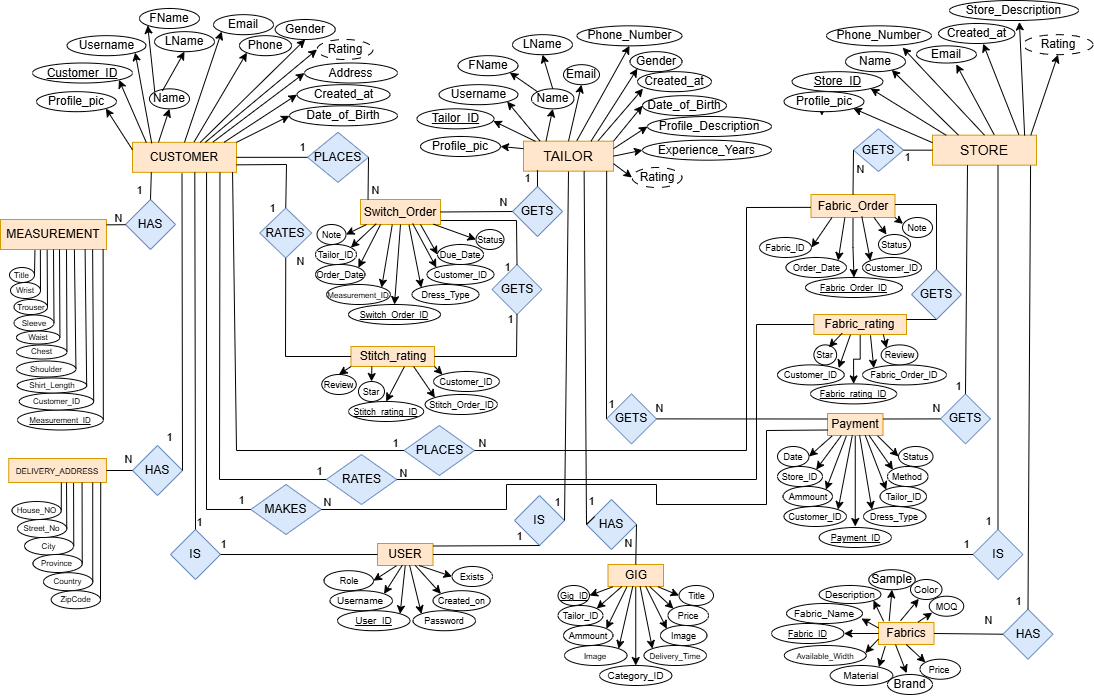 FName
Username
LName
Email
Phone
Gender
Rating
Customer_ID
Address
Profile_pic
Name
Created_at
Date_of_Birth
CUSTOMER
Phone_Number
LName
FName
Email
Gender
Username
Name
Created_at
Tailor_ID
Date_of_Birth
Profile_Description
Profile_pic
Experience_Years
Rating
TAILOR
Store_Description
Phone_Number
Created_at
Name
Email
Rating
Store_ID
Profile_pic
STORE
1
PLACES
N
1
GETS
N
1
GETS
N
1
HAS
N
MEASUREMENT
Title
Wrist
Trouser
Sleeve
Waist
Chest
Shoulder
Shirt_Length
Customer_ID
Measurement_ID
1
RATES
N
Switch_Order
Note
Status
Tailor_ID
Due_Date
Order_Date
Customer_ID
Measurement_ID
Dress_Type
Switch_Order_ID
1
GETS
1
Stitch_rating
Review
Star
Customer_ID
Stitch_rating_ID
Stitch_Order_ID
Fabric_Order
Note
Fabric_ID
Status
Order_Date
Customer_ID
Fabric_Order_ID
1
GETS
1
Fabric_rating
Star
Review
Customer_ID
Fabric_Order_ID
Fabric_rating_ID
1
GETS
N
1
GETS
N
Payment
Date
Status
Store_ID
Method
Ammount
Tailor_ID
Customer_ID
Dress_Type
Payment_ID
1
PLACES
N
1
RATES
N
1
MAKES
N
1
HAS
N
DELIVERY_ADDRESS
House_NO
Street_No
City
Province
Country
ZipCode
1
IS
1
1
IS
1
1
IS
1
USER
Role
Exists
Username
Created_on
User_ID
Password
1
HAS
N
GIG
Gig_ID
Title
Tailor_ID
Price
Ammount
Image
Image
Delivery_Time
Category_ID
1
HAS
N
Fabrics
Sample
Description
Color
Fabric_Name
MOQ
Fabric_ID
Available_Width
Price
Material
Brand